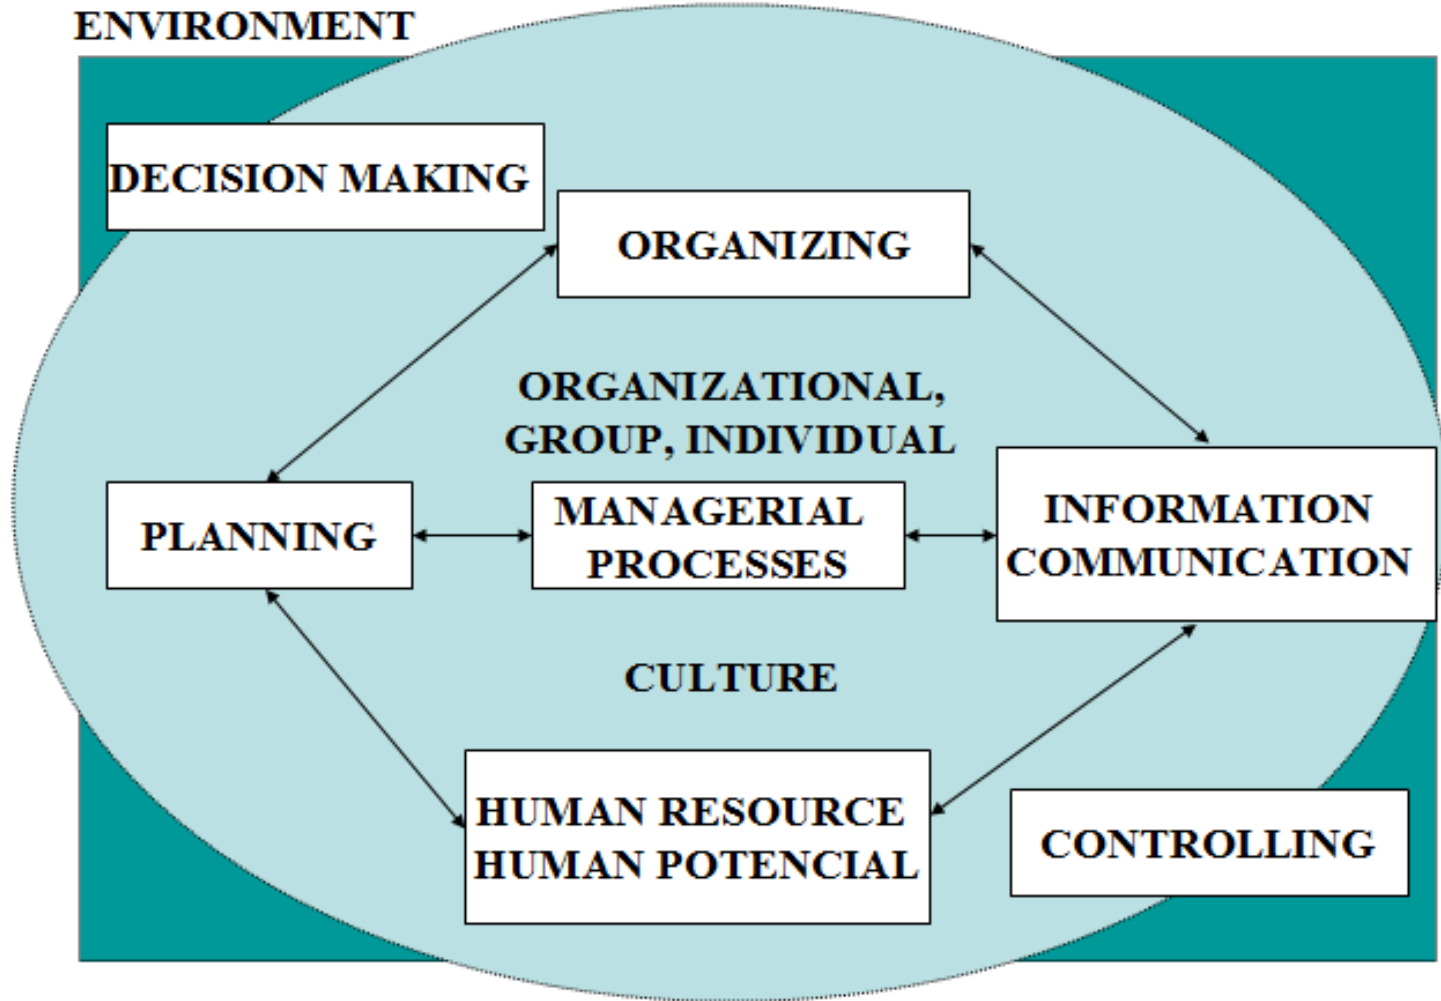 ENVIRONMENT
DECISION MAKING
ORGANIZING
ORGANIZATIONAL,
GROUP, INDIVIDUAL
PLANNING
MANAGERIAL
PROCESSES
INFORMATION
COMMUNICATION
CULTURE
HUMAN RESOURCE
HUMAN POTENCIAL
CONTROLLING